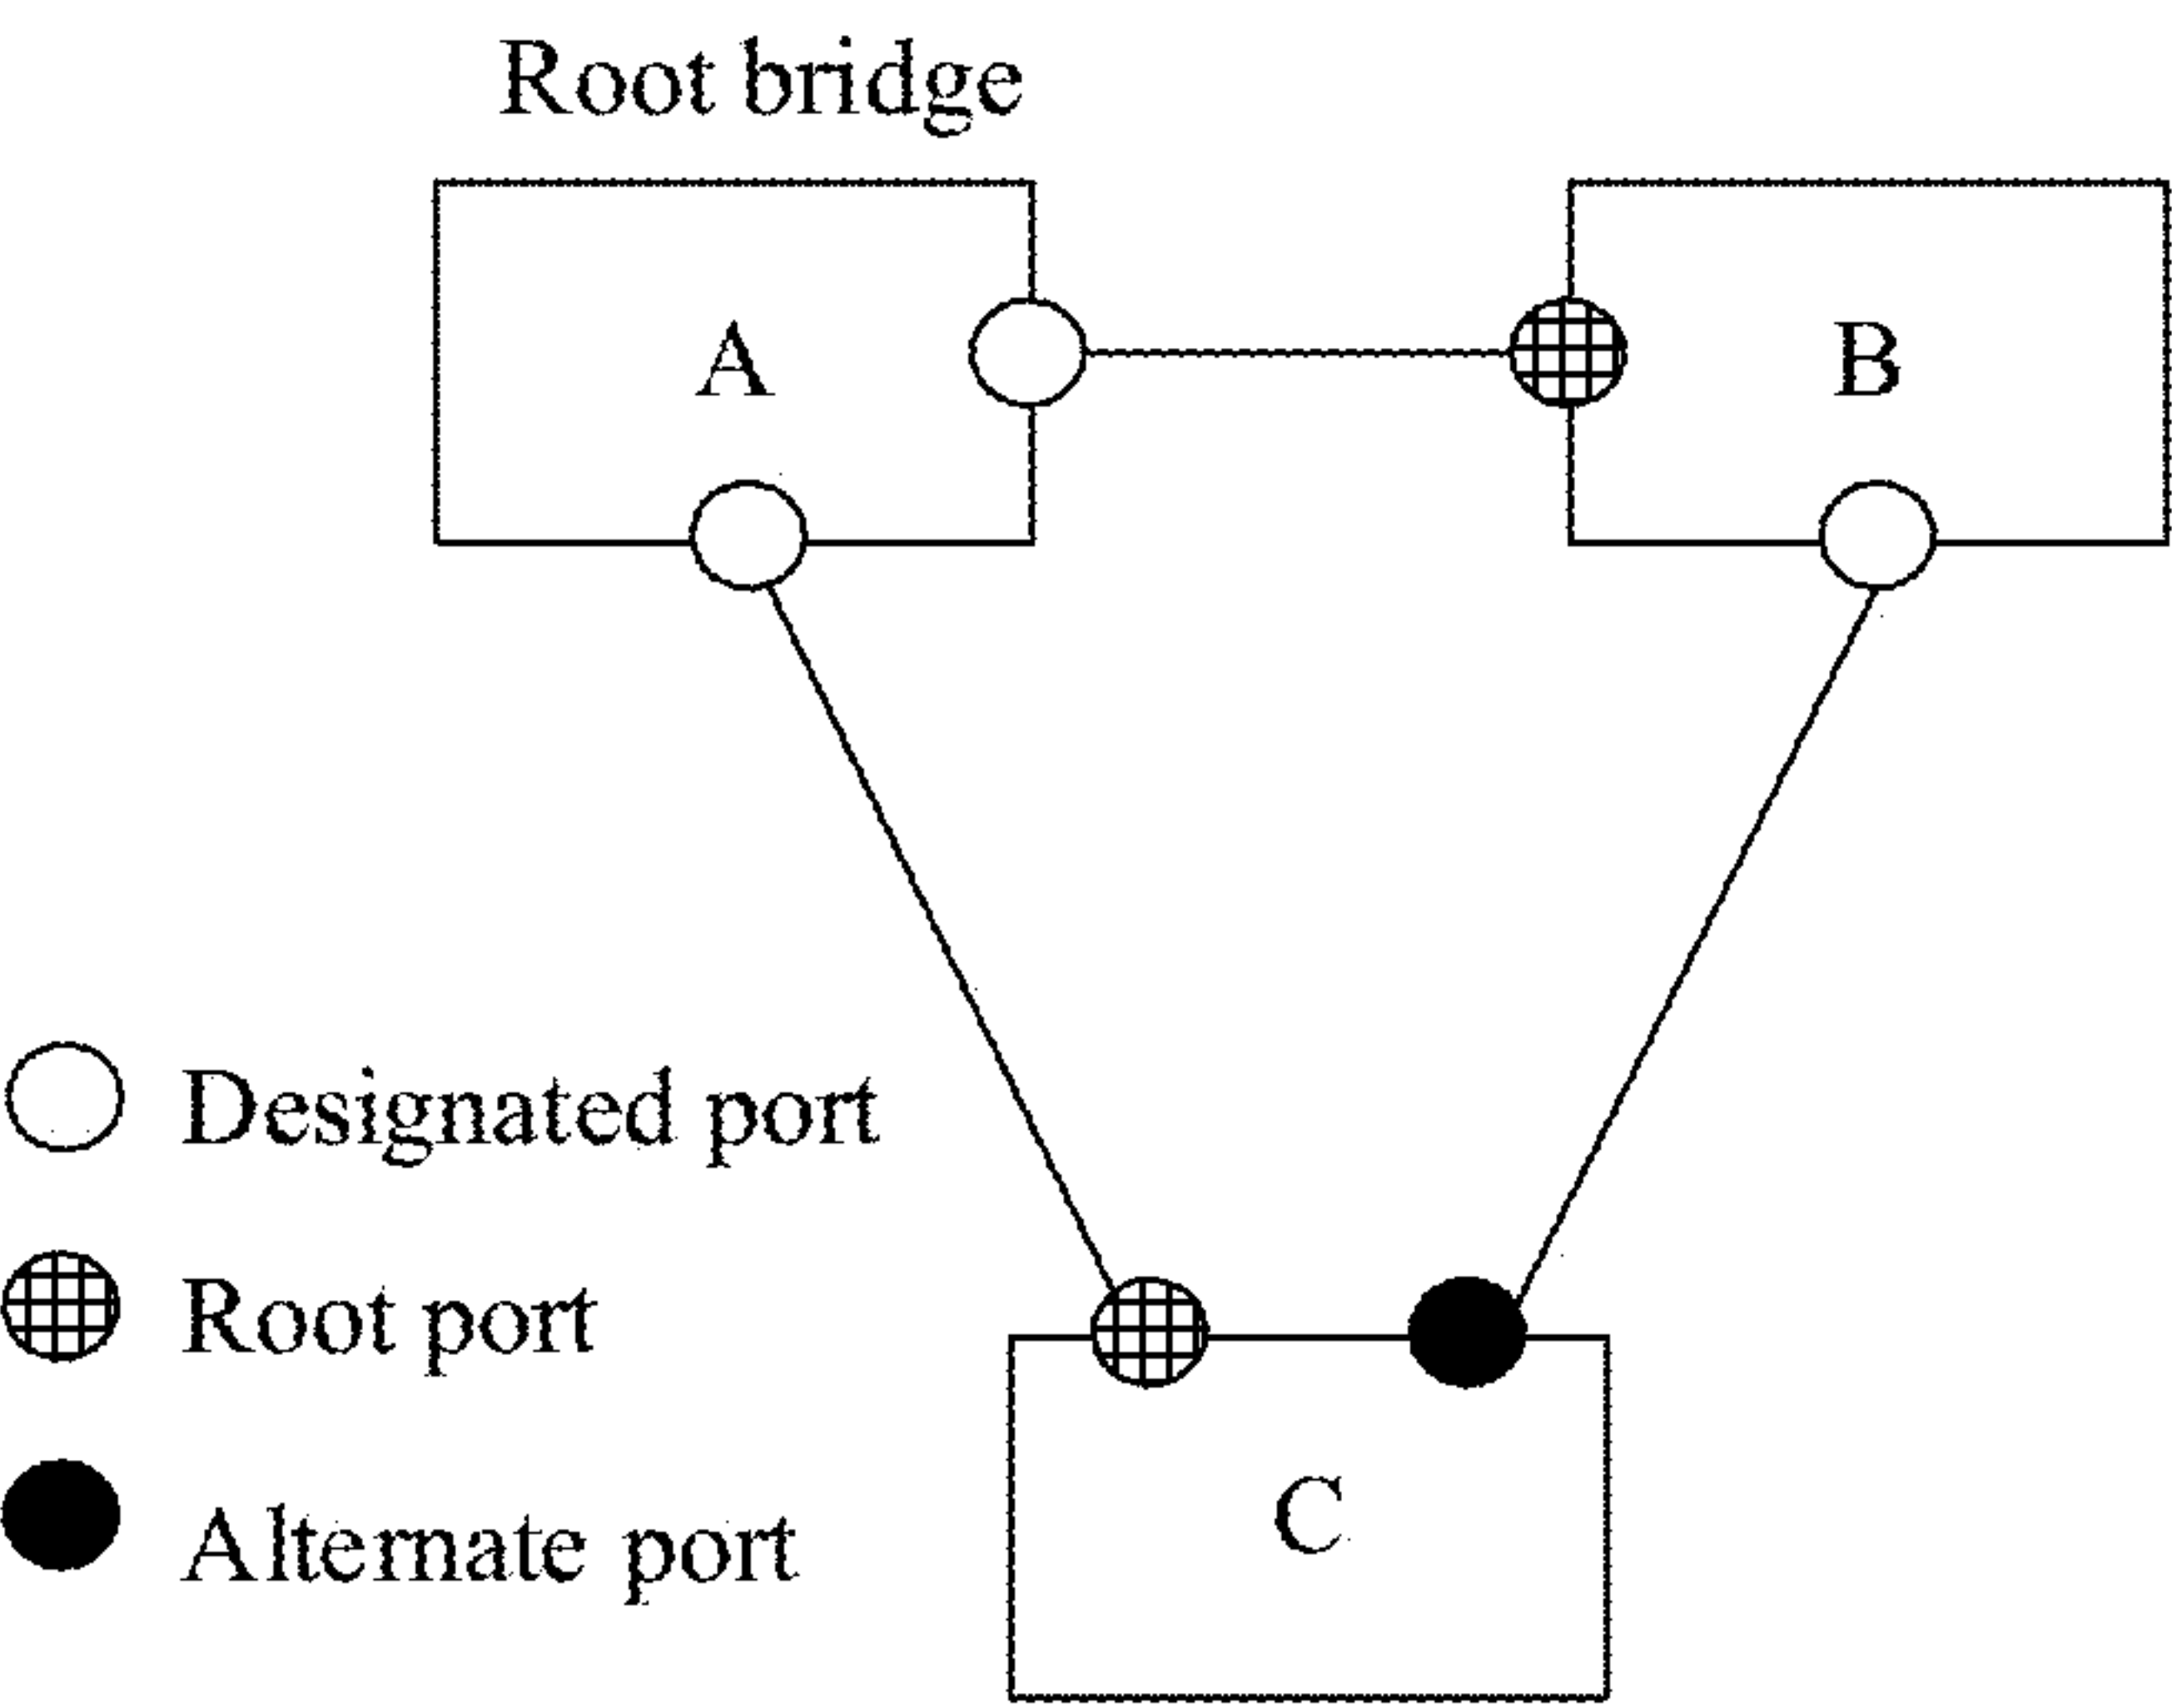 Root bridge
A
B
Designated port
Root port
Alternate port
C